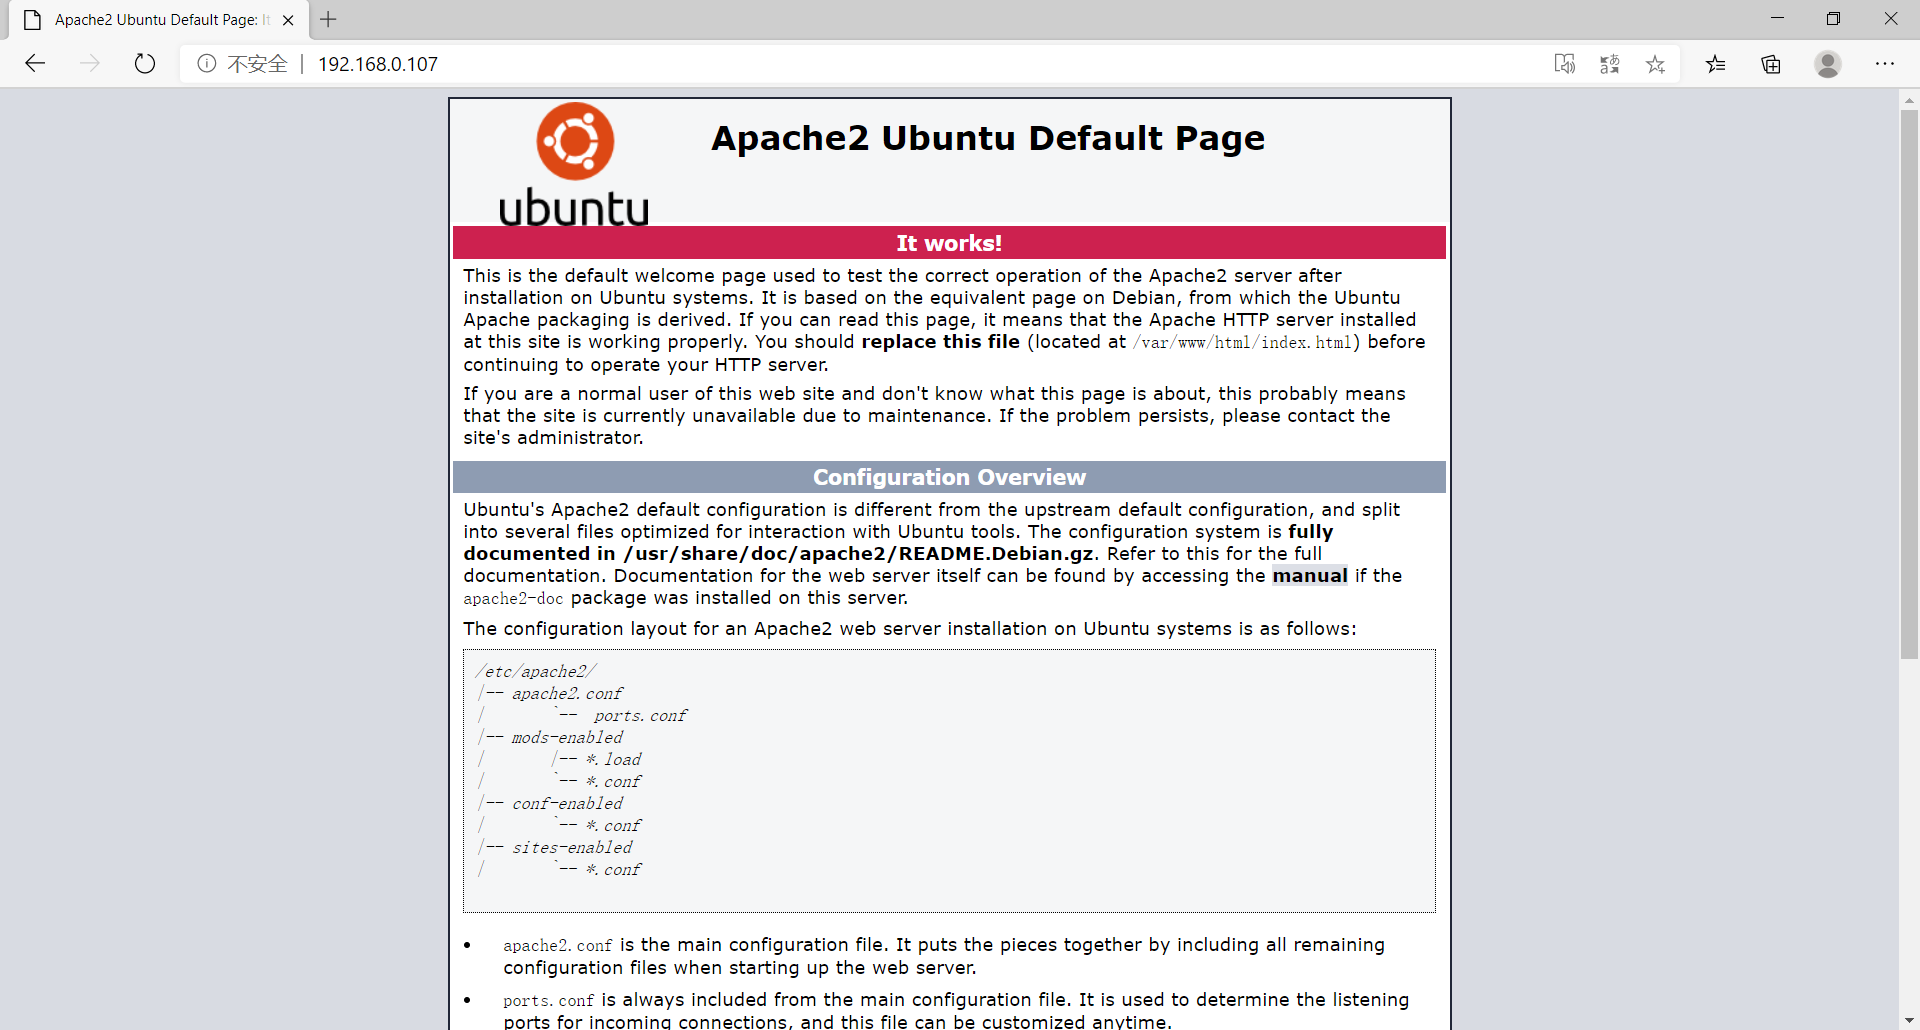 Apache2 Ubuntu Default Page: It
不安全 | 192.168.0.107
ubuntu
Apache2 Ubuntu Default Page
It works!
This is the default welcome page used to test the correct operation of the Apache2 server after
installation on Ubuntu systems. It is based on the equivalent page on Debian, from which the Ubuntu
Apache packaging is derived. If you can read this page, it means that the Apache HTTP server installed
at this site is working properly. You should replace this file (located at /var/www/html/index.html) before
continuing to operate your HTTP server.
If you are a normal user of this web site and don't know what this page is about, this probably means
that the site is currently unavailable due to maintenance. If the problem persists, please contact the
site's administrator.
Configuration Overview
Ubuntu's Apache2 default configuration is different from the upstream default configuration, and split
into several files optimized for interaction with Ubuntu tools. The configuration system is fully
documented in /usr/share/doc/apache2/README.Debian.gz. Refer to this for the full
documentation. Documentation for the web server itself can be found by accessing the manual if the
apache2-doc package was installed on this server.
The configuration layout for an Apache2 web server installation on Ubuntu systems is as follows:
/etc/apache2/
|-- apache2.conf
|       `--  ports.conf
|-- mods-enabled
|       |-- *.load
|       `-- *.conf
|-- conf-enabled
|       `-- *.conf
|-- sites-enabled
|       `-- *.conf
• apache2.conf is the main configuration file. It puts the pieces together by including all remaining
configuration files when starting up the web server.
• ports.conf is always included from the main configuration file. It is used to determine the listening
ports for incoming connections, and this file can be customized anytime.